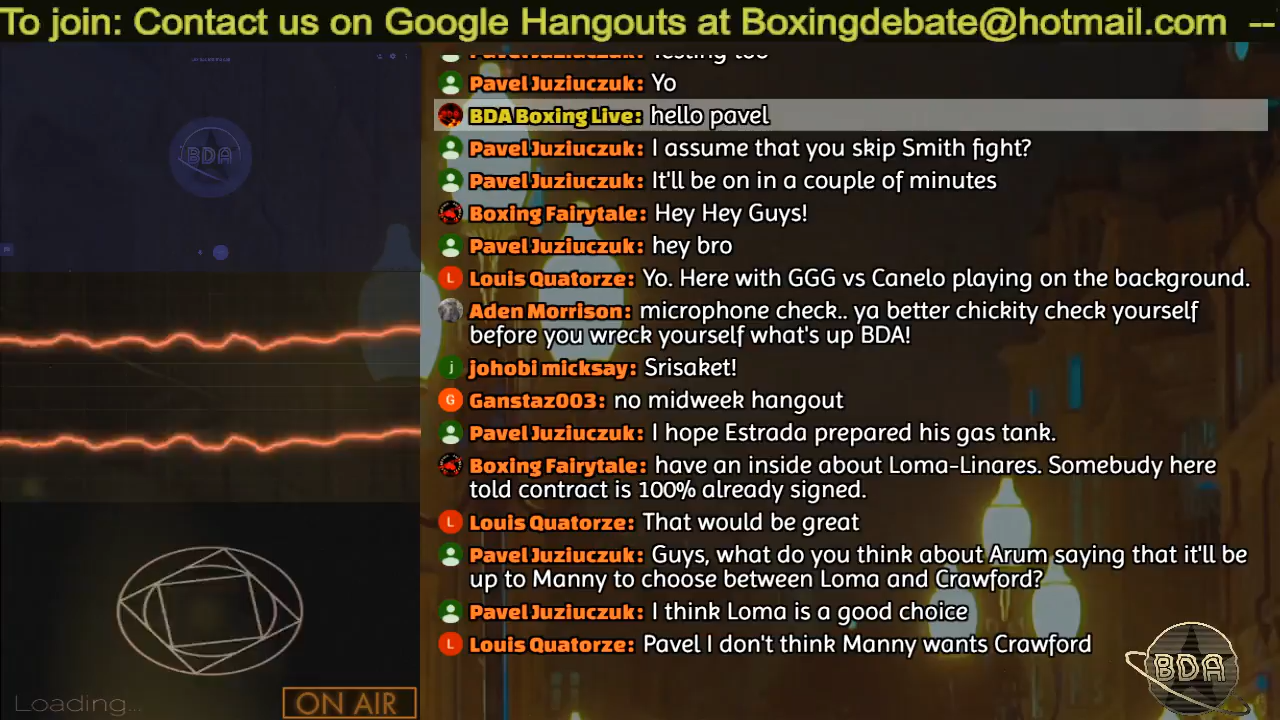 To join: Contact us on Google Hangouts at Boxingdebate@hotmail.com --
Pavel Juziuczuk: Testing too
Pavel Juziuczuk: Yo
BDA Boxing Live: hello pavel
Pavel Juziuczuk: I assume that you skip Smith fight?
Pavel Juziuczuk: It'll be on in a couple of minutes
Boxing Fairytale: Hey Hey Guys!
Pavel Juziuczuk: hey bro
L Louis Quatorze: Yo. Here with GGG vs Canelo playing on the background.
Aden Morrison: microphone check.. ya better chickity check yourself
before you wreck yourself what's up BDA!
j johobi micksay: Srisaket!
G Ganstaz003: no midweek hangout
Pavel Juziuczuk: I hope Estrada prepared his gas tank.
Boxing Fairytale: have an inside about Loma-Linares. Somebudy here
told contract is 100% already signed.
L Louis Quatorze: That would be great
Pavel Juziuczuk: Guys, what do you think about Arum saying that it'll be
up to Manny to choose between Loma and Crawford?
Pavel Juziuczuk: I think Loma is a good choice
L Louis Quatorze: Pavel I don't think Manny wants Crawford
BDA
Loading...
ON AIR
BDA